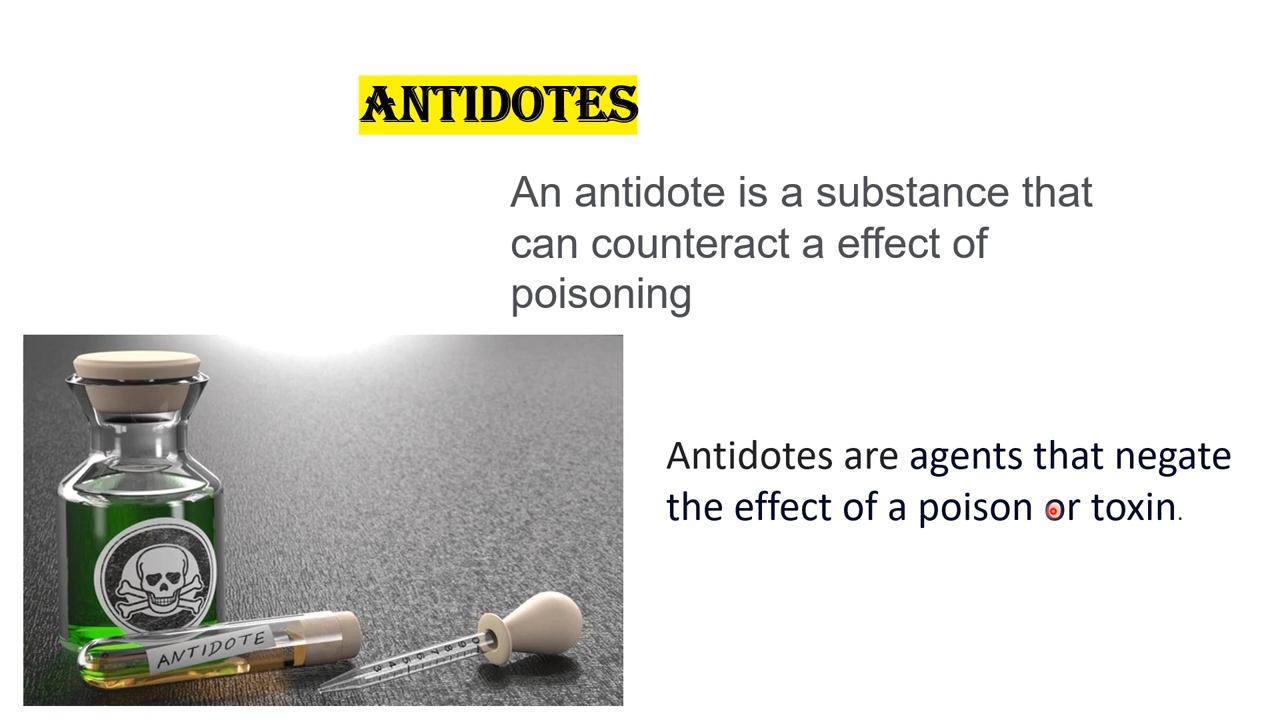 ANTIDOTES
An antidote is a substance that
can counteract a effect of
poisoning
Antidotes are agents that negate
the effect of a poison or toxin.
ANTIDOTE